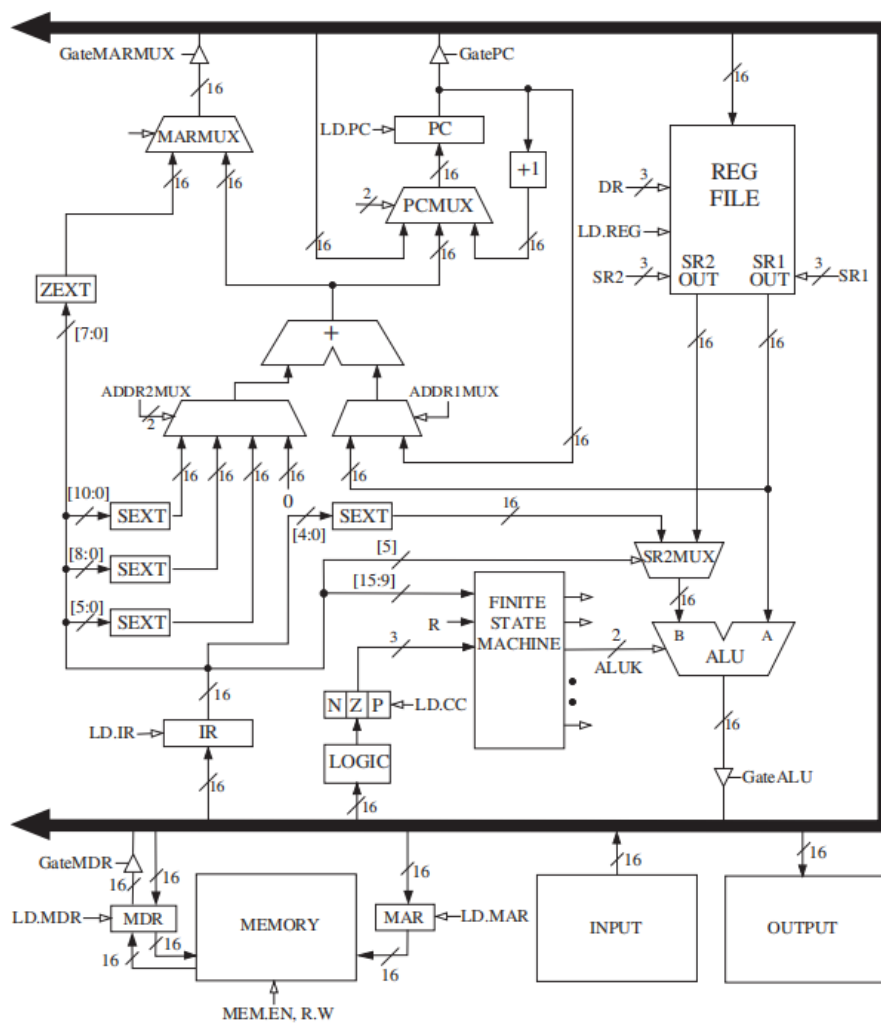 GateMARMUX
GatePC
16
16
MARMUX
LD.PC
PC
+1
REG
FILE
DR
3
LD.REG
SR2
3
SR2
OUT
SR1
OUT
3
SR1
16
16
16
2
PCMUX
16
16
16
ZEXT
[7:0]
+
16
16
ADDR2MUX
2
ADDR1MUX
16
16
16
16
16
16
0
[10:0]
SEXT
[4:0]
SEXT
16
[8:0]
SEXT
[5]
SR2MUX
[15:9]
16
[5:0]
SEXT
R
FINITE
STATE
MACHINE
B
A
ALU
2
ALUK
3
16
N Z P
LD.CC
LD.IR
IR
LOGIC
16
GateALU
16
16
GateMDR
16
16
16
16
16
LD.MDR
MDR
MEMORY
MAR
LD.MAR
INPUT
OUTPUT
16
16
16
MEM.EN, R.W